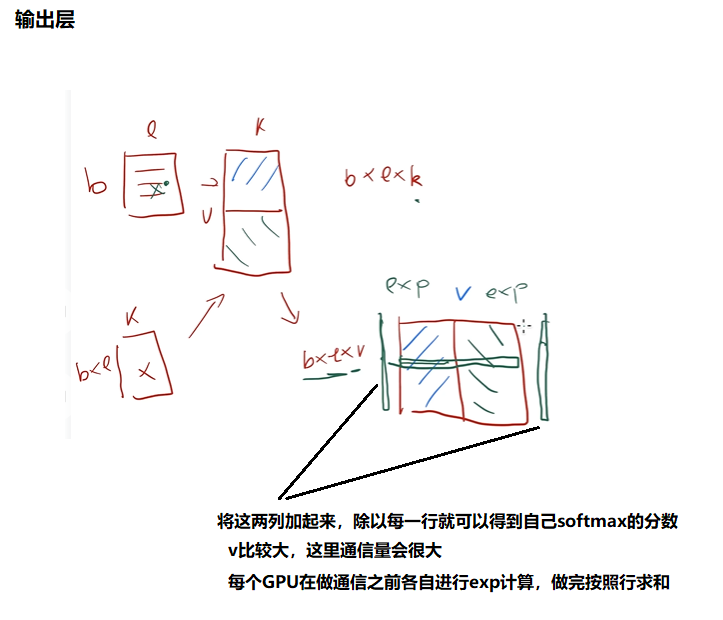 输出层
l k
b
x
v
b×l×k
exp v exp
k
b×l
x
b×l×v
将这两列加起来，除以每一行就可以得到自己softmax的分数
v比较大，这里通信量会很大
每个GPU在做通信之前各自进行exp计算，做完按照行求和